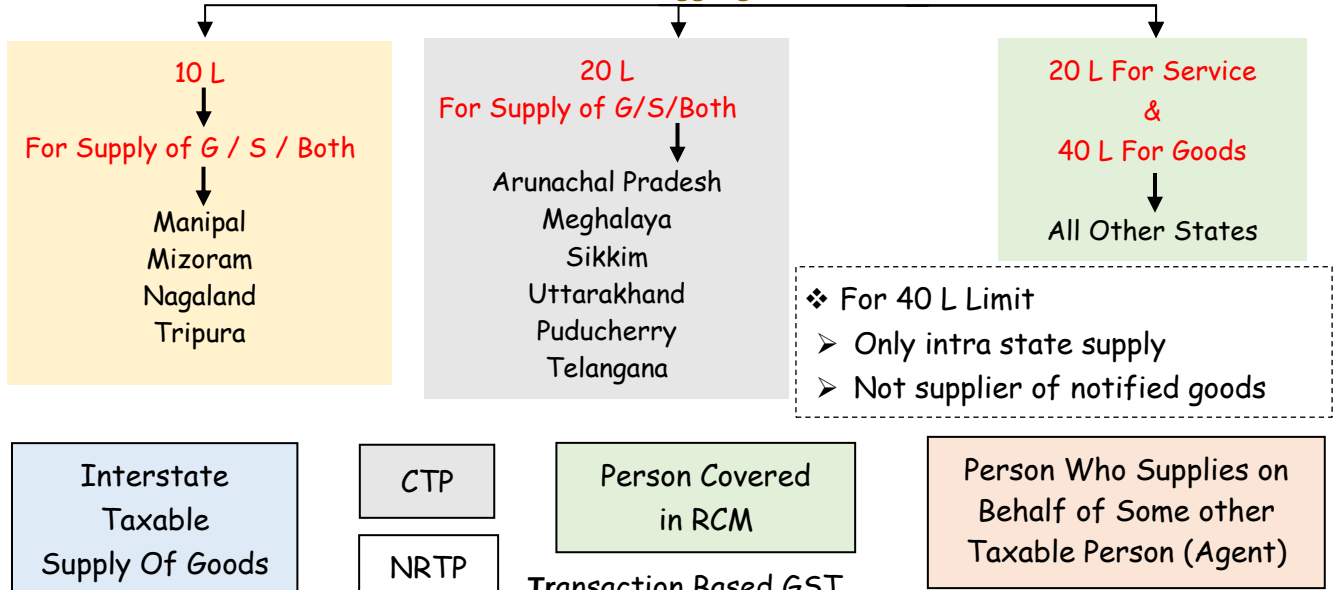 10 L
For Supply of G / S / Both
Manipal
Mizoram
Nagaland
Tripura
20 L
For Supply of G/S/Both
Arunachal Pradesh
Meghalaya
Sikkim
Uttarakhand
Puducherry
Telangana
20 L For Service
&
40 L For Goods
All Other States
❖ For 40 L Limit
➢ Only intra state supply
➢ Not supplier of notified goods
Interstate
Taxable
Supply Of Goods
CTP
NRTP
Person Covered
in RCM
Transaction Based GST
Person Who Supplies on
Behalf of Some other
Taxable Person (Agent)